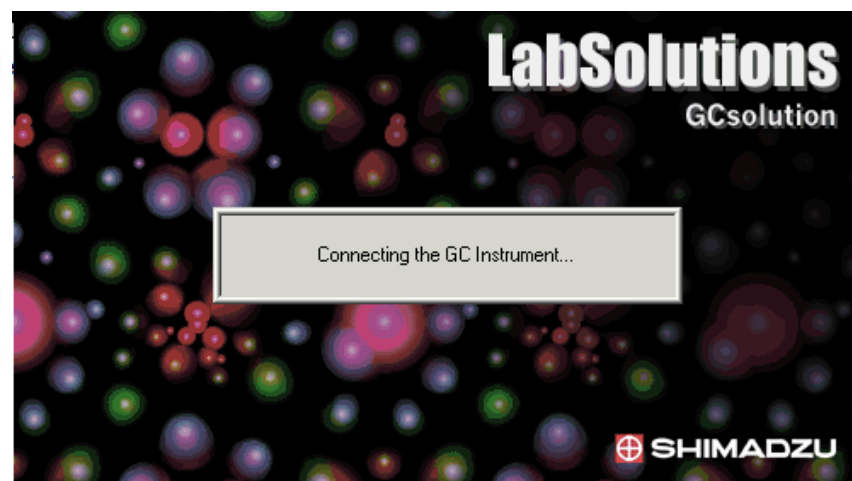 LabSolutions
GCsolution
Connecting the GC Instrument...
SHIMADZU